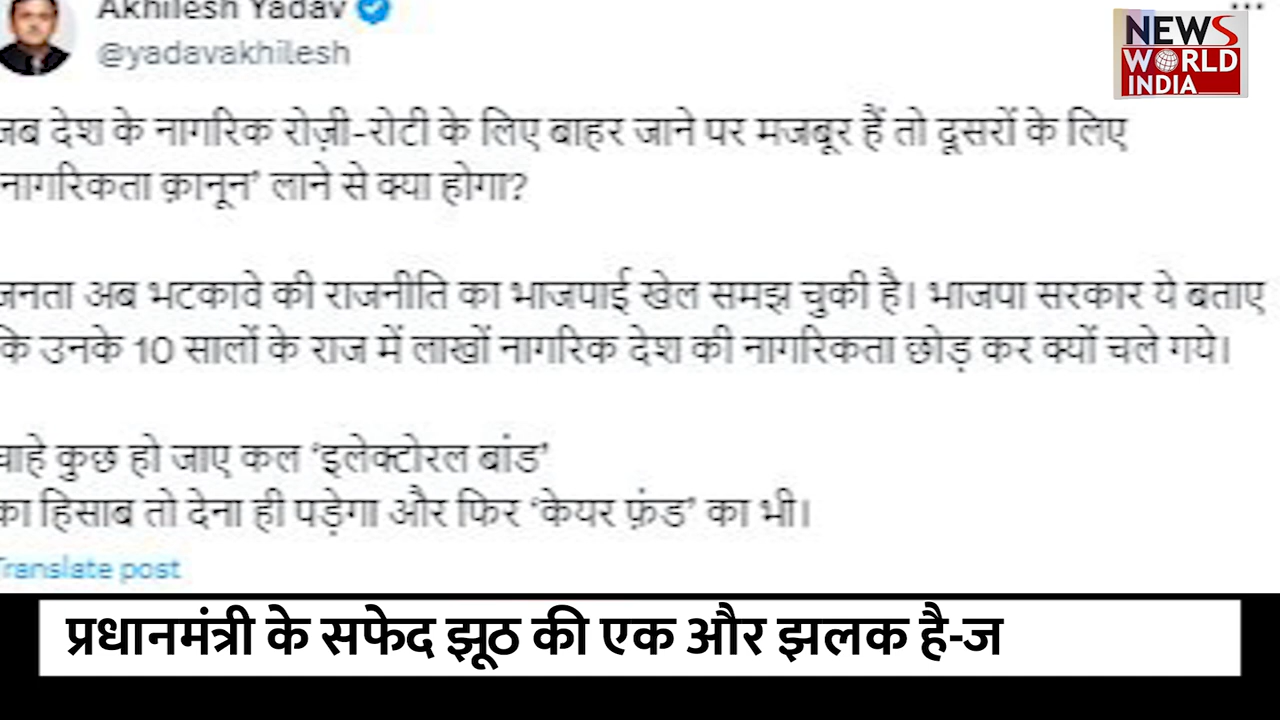 Akhilesh Yadav
@yadavakhilesh
NEWS
WORLD
INDIA
जब देश के नागरिक रोज़ी-रोटी के लिए बाहर जाने पर मजबूर हैं तो दूसरों के लिए
नागरिकता क़ानून’ लाने से क्या होगा?
जनता अब भटकावे की राजनीति का भाजपाई खेल समझ चुकी है। भाजपा सरकार ये बताए
कि उनके 10 सालों के राज में लाखों नागरिक देश की नागरिकता छोड़ कर क्यों चले गये।
चाहे कुछ हो जाए कल ‘इलेक्टोरल बांड’
का हिसाब तो देना ही पड़ेगा और फिर ‘केयर फ़ंड’ का भी।
Translate post
प्रधानमंत्री के सफेद झूठ की एक और झलक है-ज